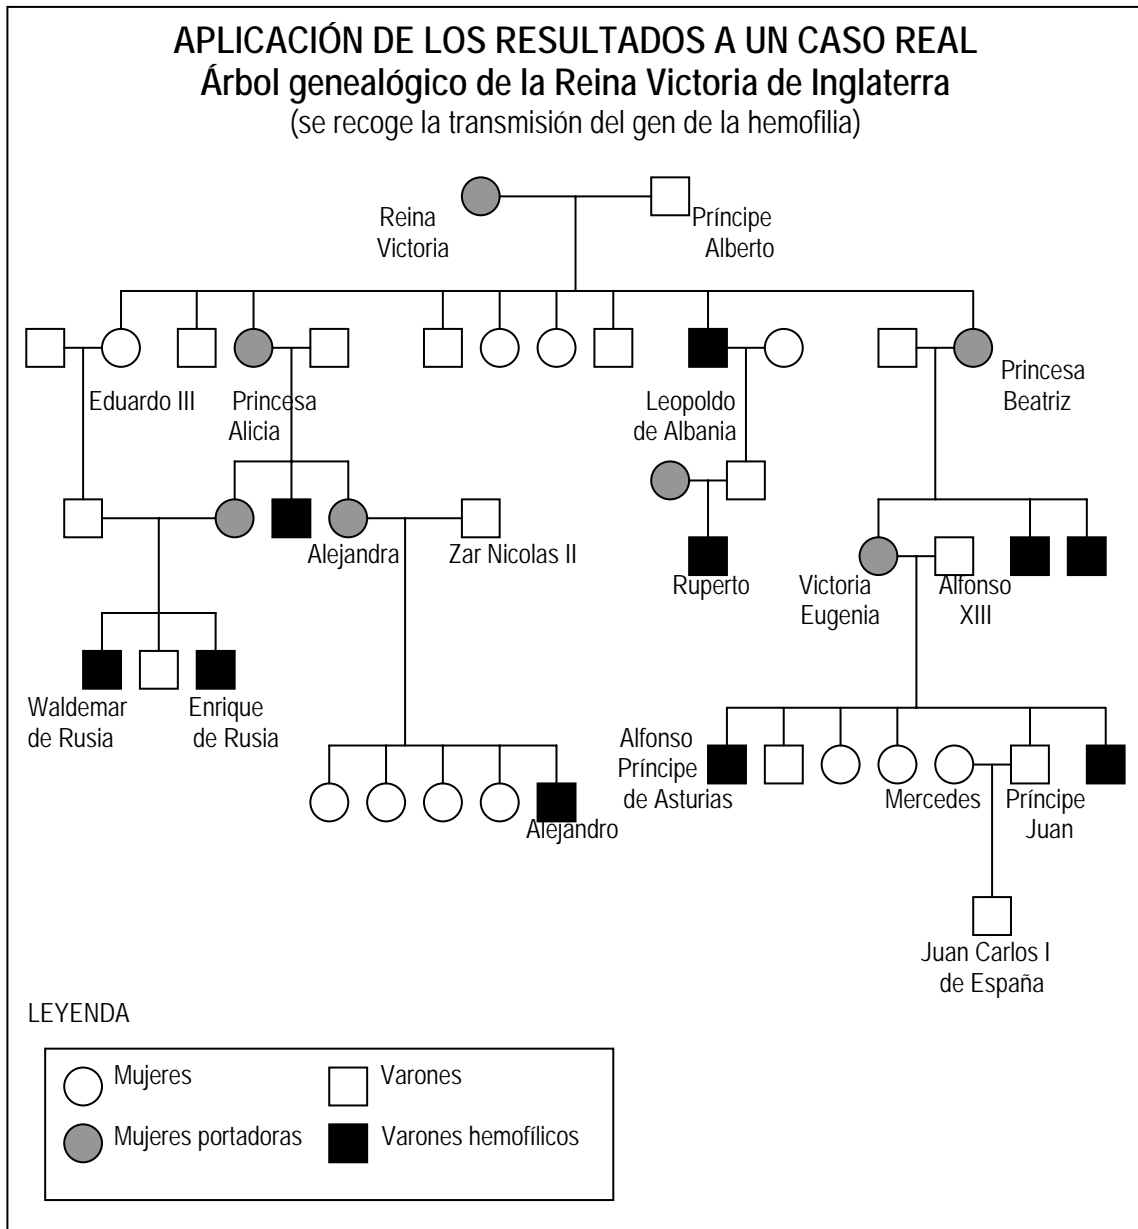 APLICACIÓN DE LOS RESULTADOS A UN CASO REAL
Árbol genealógico de la Reina Victoria de Inglaterra
(se recoge la transmisión del gen de la hemofilia)
Reina
Victoria
Príncipe
Alberto
Eduardo III
Princesa
Alicia
Leopoldo
de Albania
Princesa
Beatriz
Alejandra
Zar Nicolas II
Ruperto
Victoria
Eugenia
Alfonso
XIII
Waldemar
de Rusia
Enrique
de Rusia
Alejandro
Alfonso
Príncipe
de Asturias
Mercedes
Príncipe
Juan
Juan Carlos I
de España
LEYENDA
Mujeres
Varones
Mujeres portadoras
Varones hemofílicos